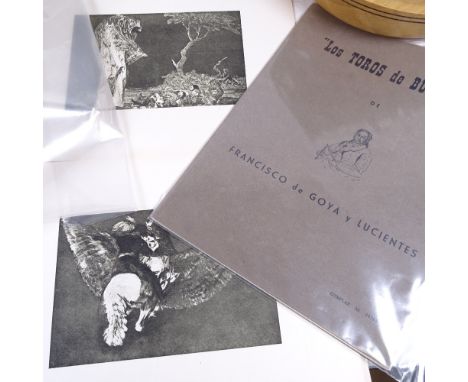 "Los TOROS de BU
DE
FRANCISCO de GOYA y LUCIENTES